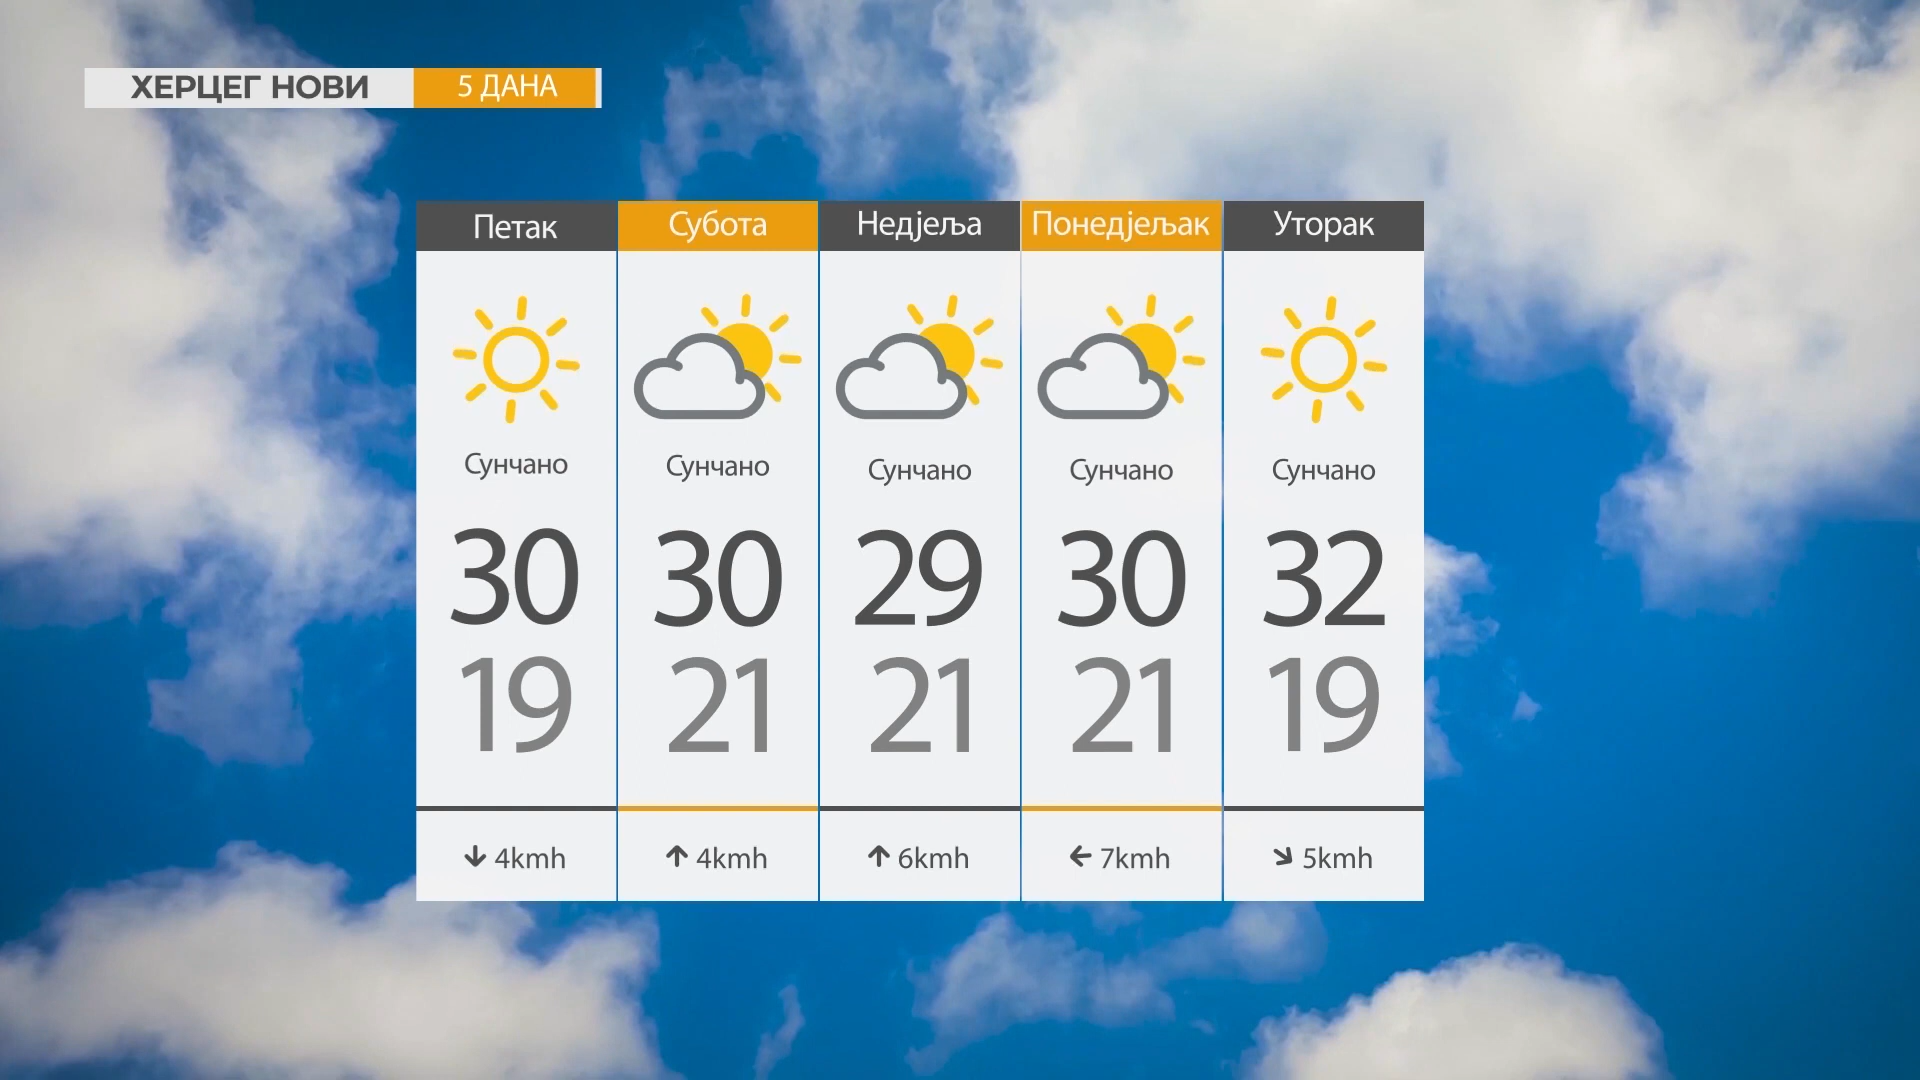 ХЕРЦЕГ НОВИ 5 ДАНА
Петак Субота Недјеља Понедјељак Уторак
Сунчано Сунчано Сунчано Сунчано Сунчано
30 30 29 30 32
19 21 21 21 19
↓ 4kmh ↑ 4kmh ↑ 6kmh ← 7kmh ↘ 5kmh